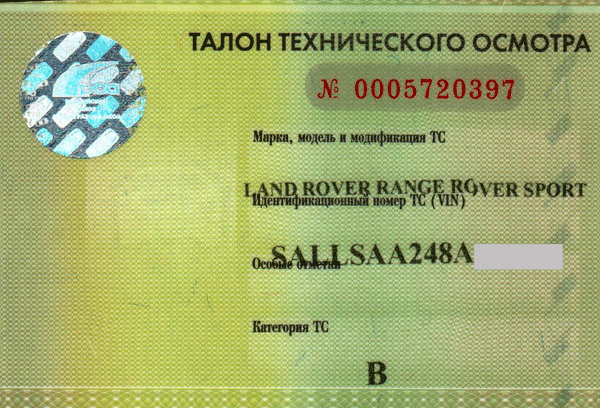 ТАЛОН ТЕХНИЧЕСКОГО ОСМОТРА
№ 0005720397
Марка, модель и модификация ТС
LAND ROVER RANGE ROVER SPORT
Идентификационный номер ТС (VIN)
SALLSAA248A
Особые отметки
Категория ТС
B